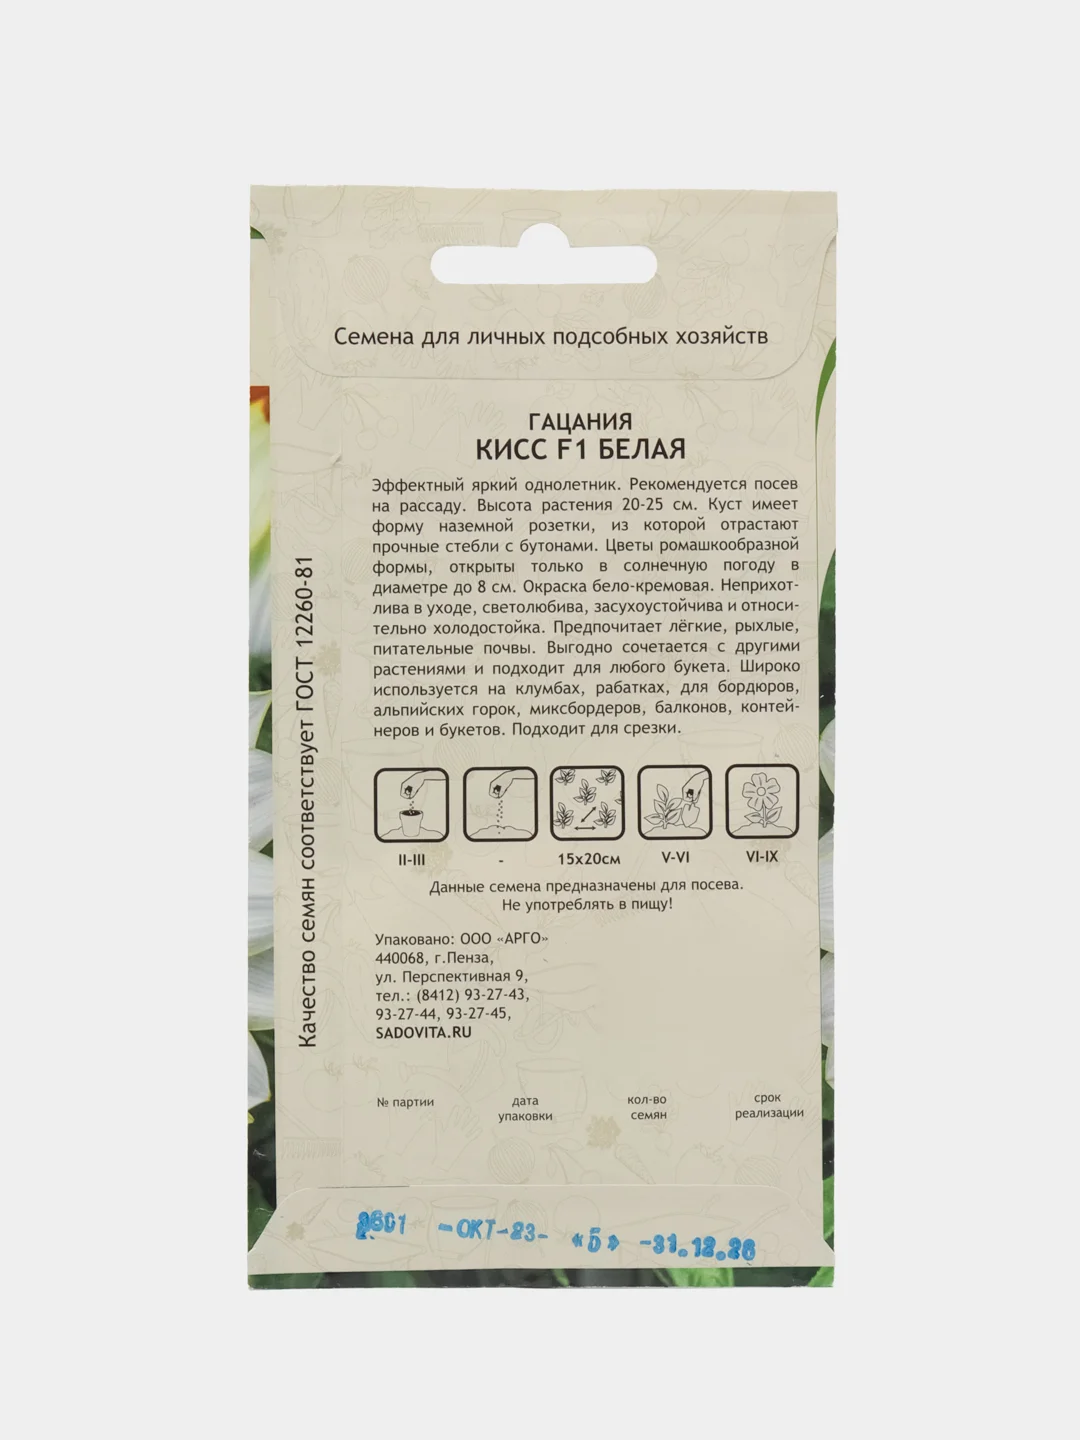 Семена для личных подсобных хозяйств
ГАЦАНИЯ
КИСС F1 БЕЛАЯ
Эффектный яркий однолетник. Рекомендуется посев
на рассаду. Высота растения 20-25 см. Куст имеет
форму наземной розетки, из которой отрастают
прочные стебли с бутонами. Цветы ромашкообразной
формы, открыты только в солнечную погоду в
диаметре до 8 см. Окраска бело-кремовая. Неприхот-
лива в уходе, светолюбива, засухоустойчива и относи-
тельно холодостойка. Предпочитает лёгкие, рыхлые,
питательные почвы. Выгодно сочетается с другими
растениями и подходит для любого букета. Широко
используется на клумбах, рабатках, для бордюров,
альпийских горок, миксбордеров, балконов, контей-
неров и букетов. Подходит для срезки.
Качество семян соответствует ГОСТ 12260-81
II-III - 15х20см V-VI VI-IX
Данные семена предназначены для посева.
Не употреблять в пищу!
Упаковано: ООО «АРГО»
440068, г.Пенза,
ул. Перспективная 9,
тел.: (8412) 93-27-43,
93-27-44, 93-27-45,
SADOVITA.RU
№ партии дата упаковки кол-во семян срок реализации
-ОКТ-23- «Б» -31.12.26